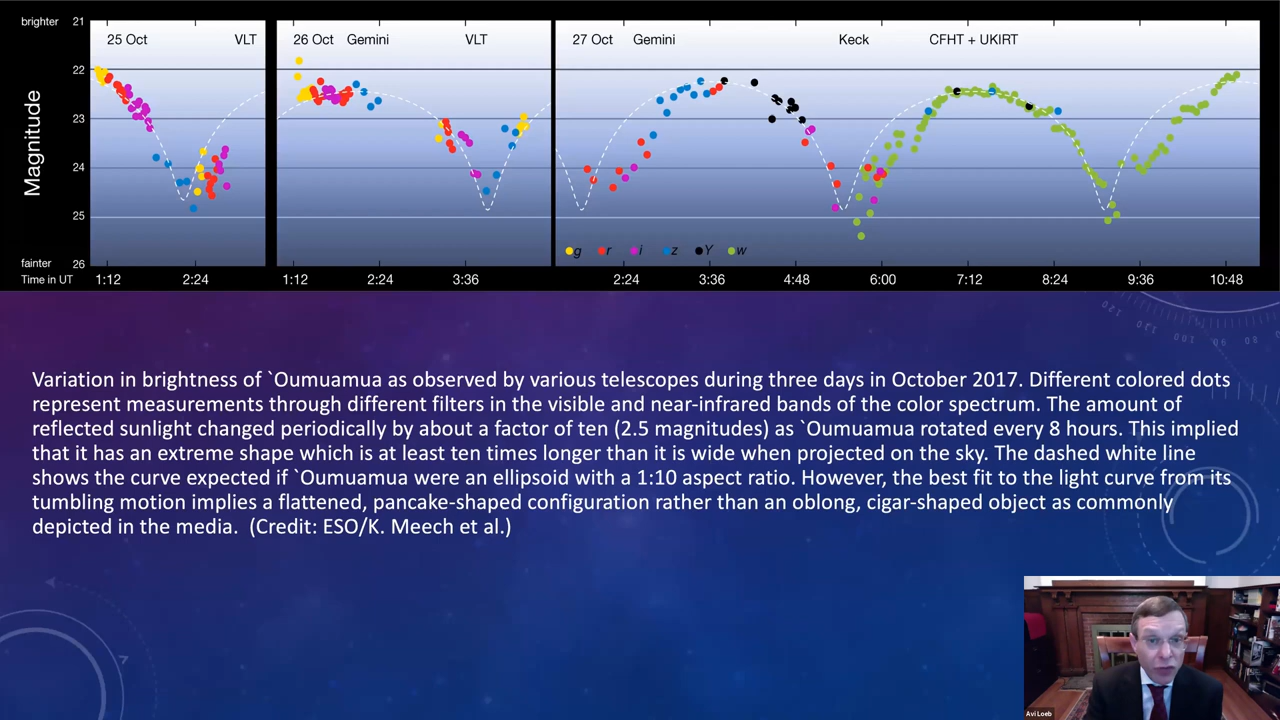 brighter
21
25 Oct VLT
26 Oct Gemini VLT
27 Oct Gemini Keck CFHT + UKIRT
22
Magnitude
23
24
25
g r i z Y w
fainter
26
Time in UT
1:12 2:24
1:12 2:24 3:36
2:24 3:36 4:48 6:00 7:12 8:24 9:36 10:48
Variation in brightness of `Oumuamua as observed by various telescopes during three days in October 2017. Different colored dots
represent measurements through different filters in the visible and near-infrared bands of the color spectrum. The amount of
reflected sunlight changed periodically by about a factor of ten (2.5 magnitudes) as `Oumuamua rotated every 8 hours. This implied
that it has an extreme shape which is at least ten times longer than it is wide when projected on the sky. The dashed white line
shows the curve expected if `Oumuamua were an ellipsoid with a 1:10 aspect ratio. However, the best fit to the light curve from its
tumbling motion implies a flattened, pancake-shaped configuration rather than an oblong, cigar-shaped object as commonly
depicted in the media. (Credit: ESO/K. Meech et al.)
Avi Loeb